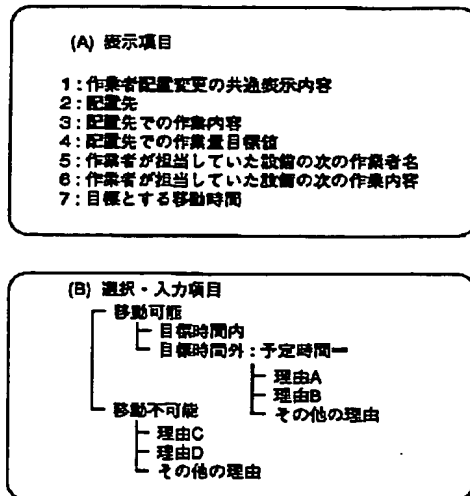 (A) 表示項目
1：作業者配置変更の共通表示内容
2：配置先
3：配置先での作業内容
4：配置先での作業量目標値
5：作業者が担当していた設備の次の作業者名
6：作業者が担当していた設備の次の作業内容
7：目標とする移動時間
(B) 選択・入力項目
移動可能
目標時間内
目標時間外：予定時間ー
理由A
理由B
その他の理由
移動不可能
理由C
理由D
その他の理由